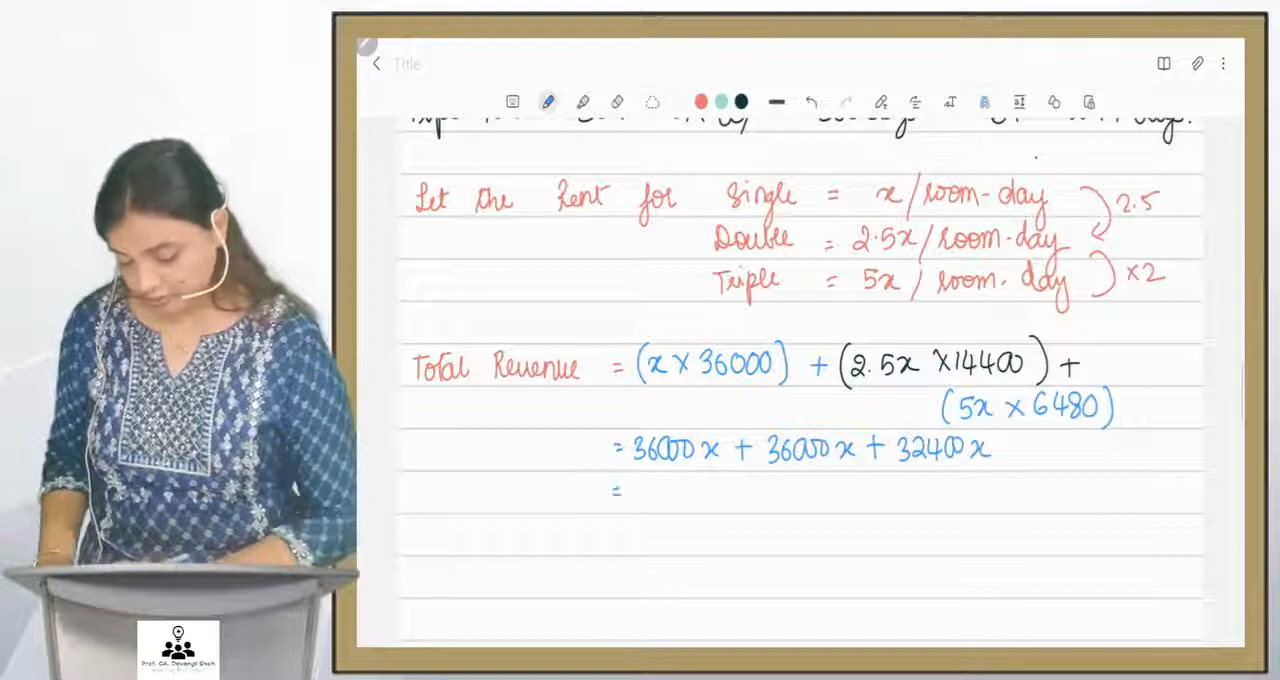 Title
Let the Rent for Single = x/room-day
2.5
Double = 2.5x/room-day
Triple = 5x/room-day
×2
Total Revenue = (x × 36000) + (2.5x × 14400) +
(5x × 6480)
= 36000x + 36000x + 32400x
=
Prof. CA. Devangi Shah